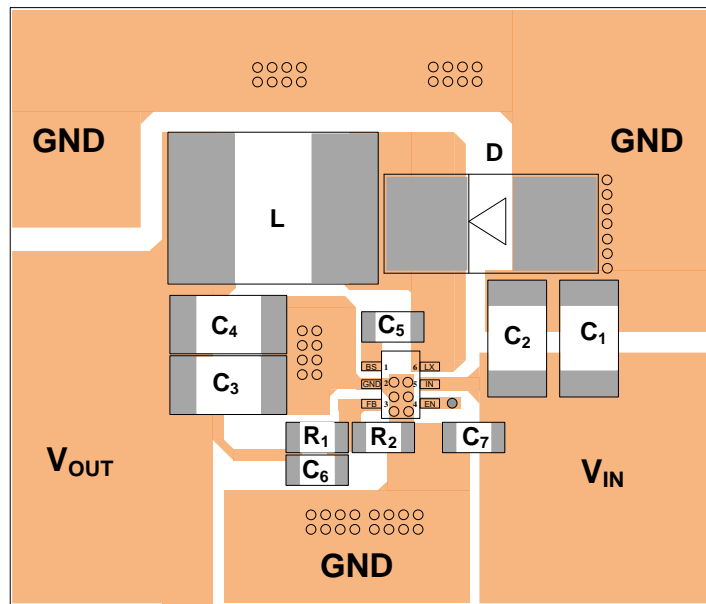 D
GND
GND
L
C4
C5
C2
C1
BS 1 6 LX
GND 2 5 IN
FB 3 4 EN
C3
R1
R2
C7
C6
VOUT
VIN
GND